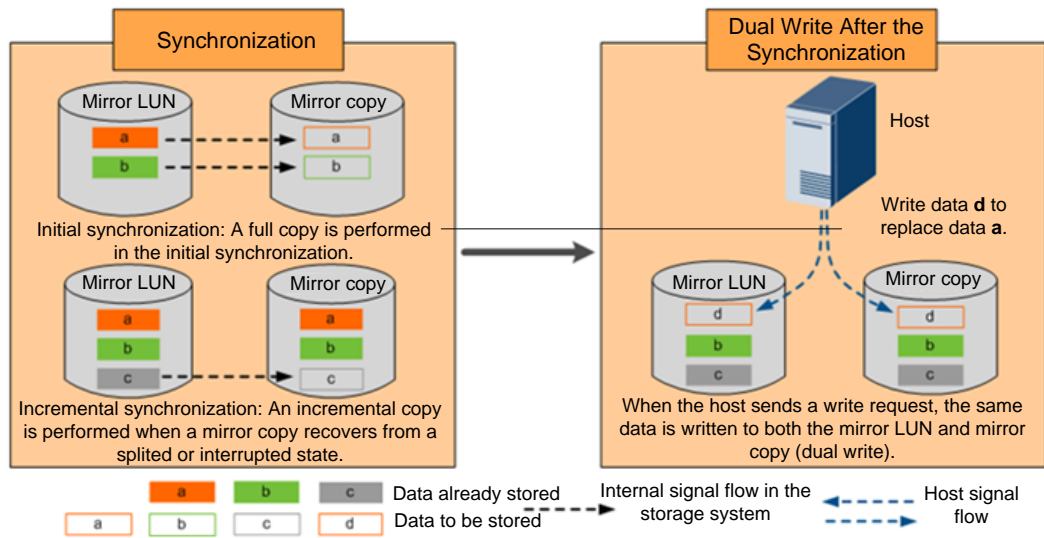 Synchronization
Mirror LUN
Mirror copy
a
a
b
b
Initial synchronization: A full copy is performed
in the initial synchronization.
Mirror LUN
Mirror copy
a
a
b
b
c
c
Incremental synchronization: An incremental copy
is performed when a mirror copy recovers from a
splited or interrupted state.
Dual Write After the
Synchronization
Host
Write data d to
replace data a.
Mirror LUN
Mirror copy
d
d
b
b
c
c
When the host sends a write request, the same
data is written to both the mirror LUN and mirror
copy (dual write).
a
b
c
Data already stored
a
b
c
d
Data to be stored
Internal signal flow in the
storage system
Host signal
flow